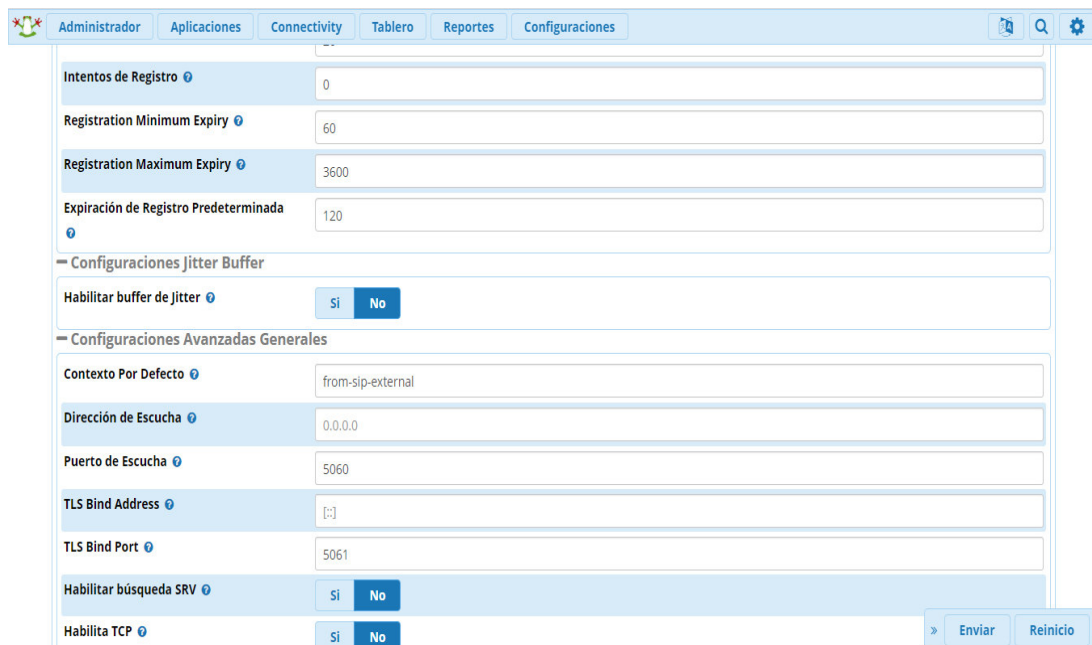 Administrador Aplicaciones Connectivity Tablero Reportes Configuraciones
Intentos de Registro
0
Registration Minimum Expiry
60
Registration Maximum Expiry
3600
Expiración de Registro Predeterminada
120
Configuraciones Jitter Buffer
Habilitar buffer de Jitter
Si No
Configuraciones Avanzadas Generales
Contexto Por Defecto
from-sip-external
Dirección de Escucha
0.0.0.0
Puerto de Escucha
5060
TLS Bind Address
[::]
TLS Bind Port
5061
Habilitar búsqueda SRV
Si No
Habilita TCP
Si No
» Enviar Reinicio